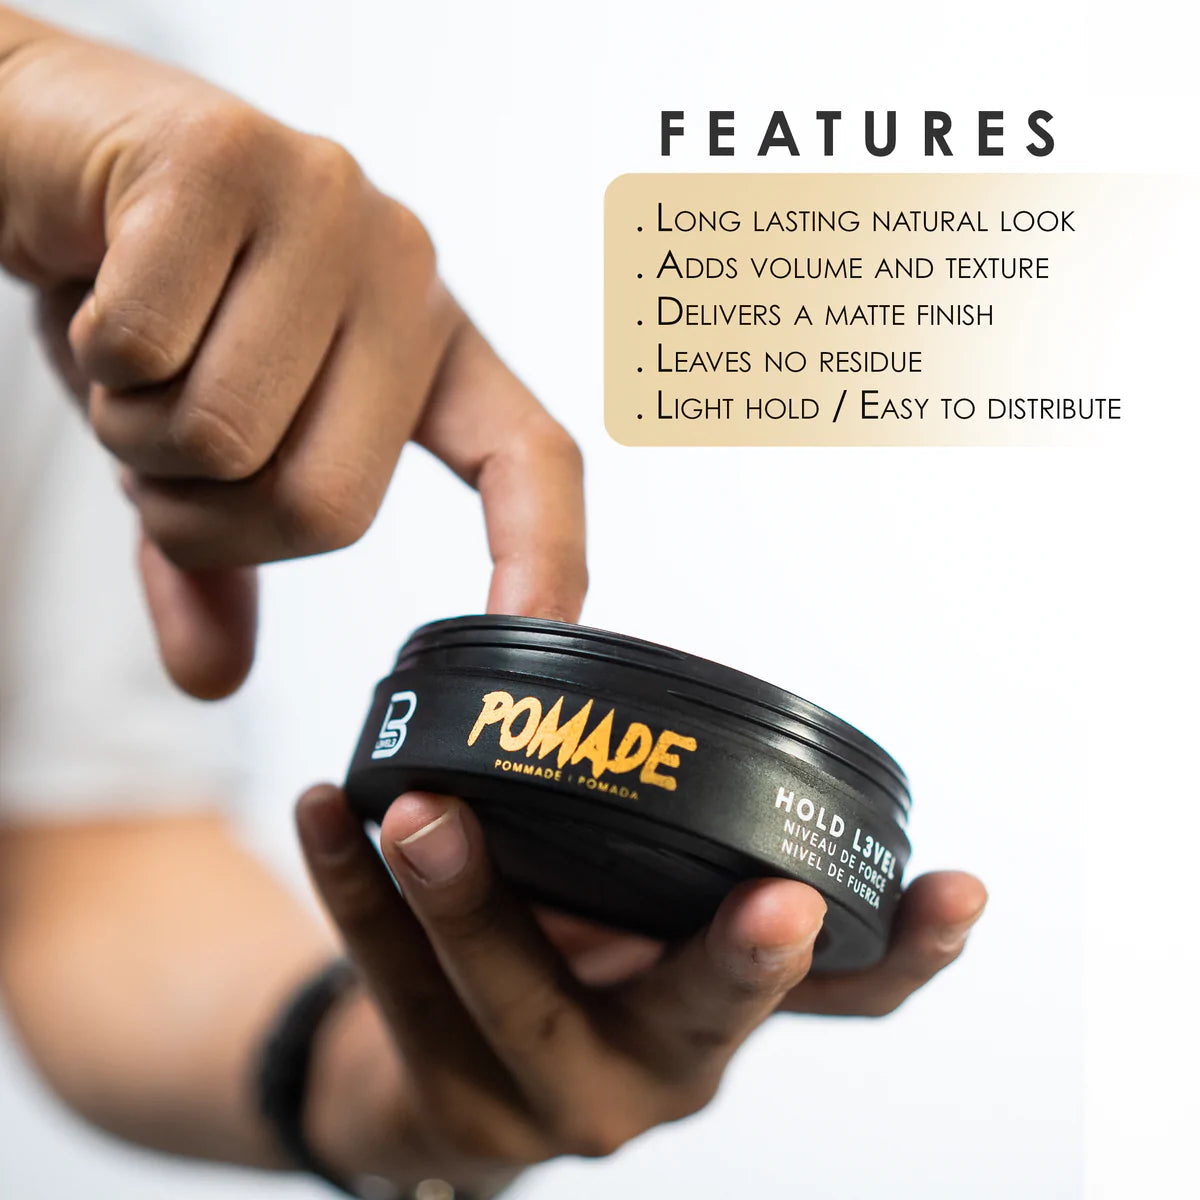 FEATURES
. Long lasting natural look
. Adds volume and texture
. Delivers a matte finish
. Leaves no residue
. Light hold / Easy to distribute
LEVEL3
POMADE
POMMADE | POMADA
HOLD L3VEL
NIVEAU DE FORCE
NIVEL DE FUERZA